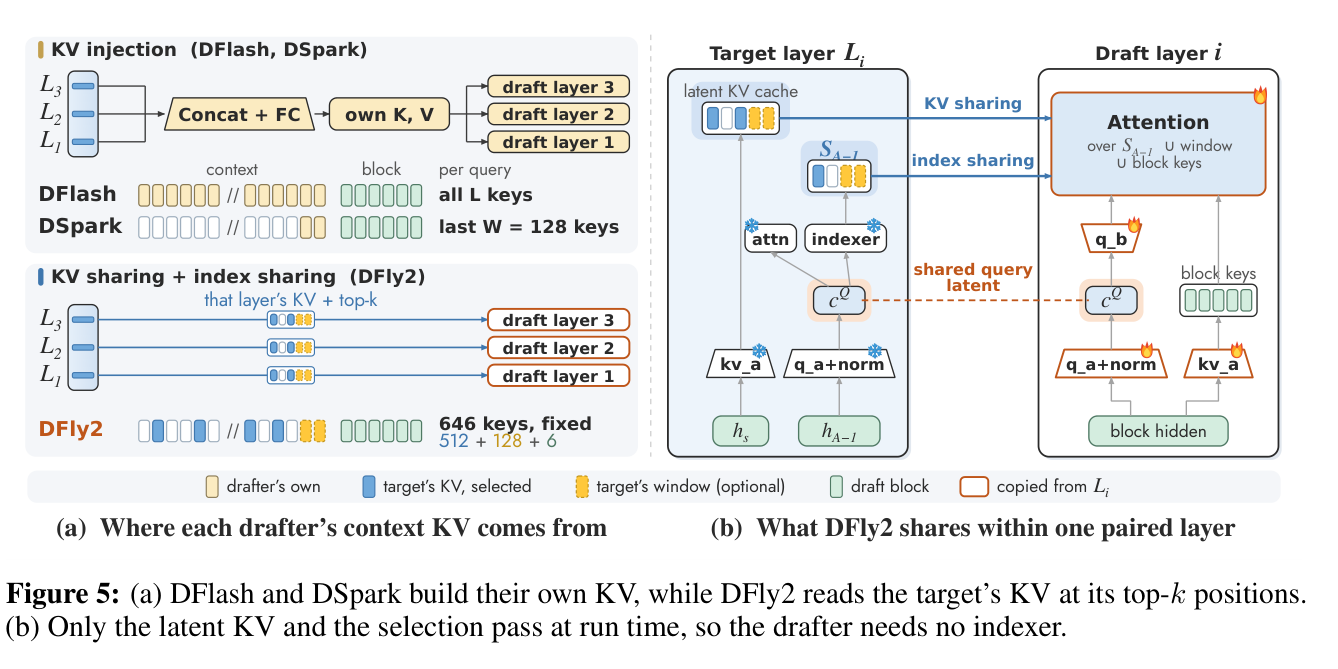 KV injection (DFlash, DSpark)
L3
L2
L1
Concat + FC
own K, V
draft layer 3
draft layer 2
draft layer 1
context
block
per query
DFlash
//
all L keys
DSpark
//
last W = 128 keys
KV sharing + index sharing (DFly2)
that layer's KV + top-k
L3
L2
L1
draft layer 3
draft layer 2
draft layer 1
DFly2
//
646 keys, fixed
512 + 128 + 6
Target layer Li
latent KV cache
SA−1
attn
indexer
cQ
kv_a
q_a+norm
hs
hA−1
KV sharing
index sharing
shared query
latent
Draft layer i
Attention
over SA−1 ∪ window
∪ block keys
q_b
block keys
cQ
q_a+norm
kv_a
block hidden
drafter's own
target's KV, selected
target's window (optional)
draft block
copied from Li
(a) Where each drafter's context KV comes from
(b) What DFly2 shares within one paired layer
Figure 5: (a) DFlash and DSpark build their own KV, while DFly2 reads the target's KV at its top-k positions.
(b) Only the latent KV and the selection pass at run time, so the drafter needs no indexer.